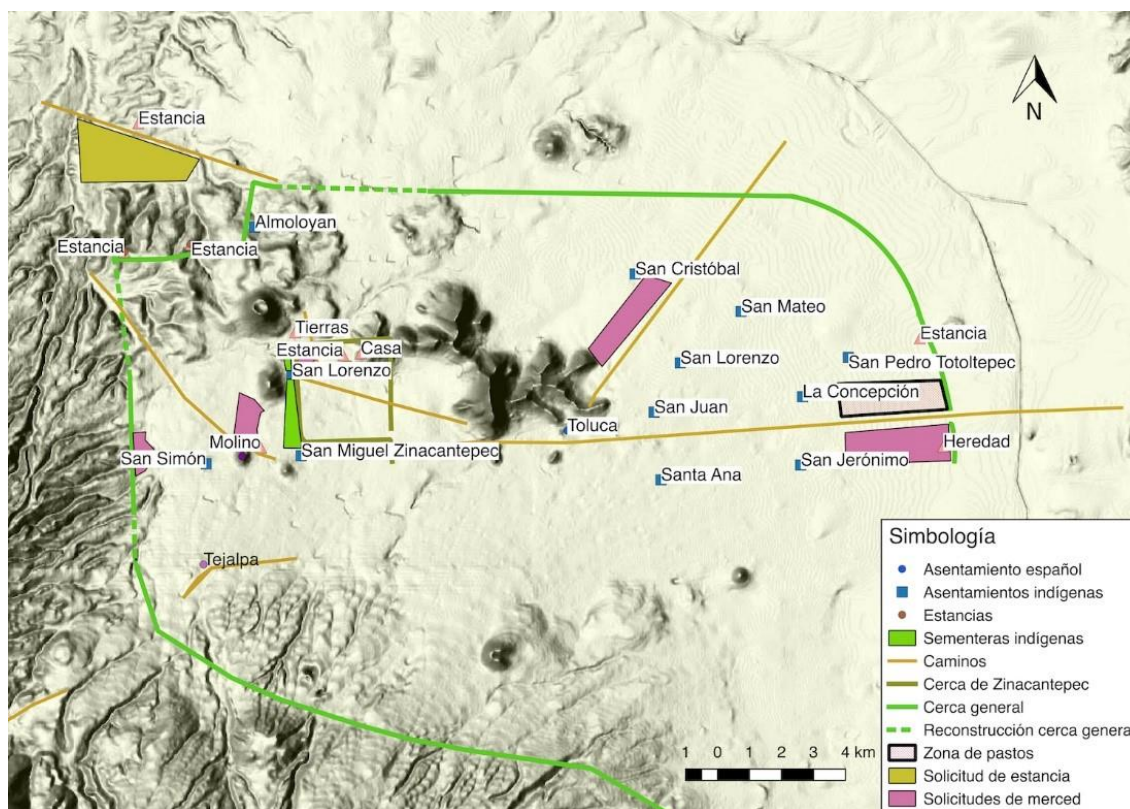 N
Estancia
Almoloyan
Estancia
Estancia
San Cristóbal
San Mateo
Tierras
Estancia
Casa
San Lorenzo
San Lorenzo
Estancia
San Pedro Totoltepec
La Concepción
San Juan
Toluca
Molino
San Simón
San Miguel Zinacantepec
Heredad
San Jerónimo
Santa Ana
Tejalpa
Simbología
Asentamiento español
Asentamientos indígenas
Estancias
Sementeras indígenas
Caminos
Cerca de Zinacantepec
Cerca general
Reconstrucción cerca genera
Zona de pastos
Solicitud de estancia
Solicitudes de merced
1 0 1 2 3 4 km